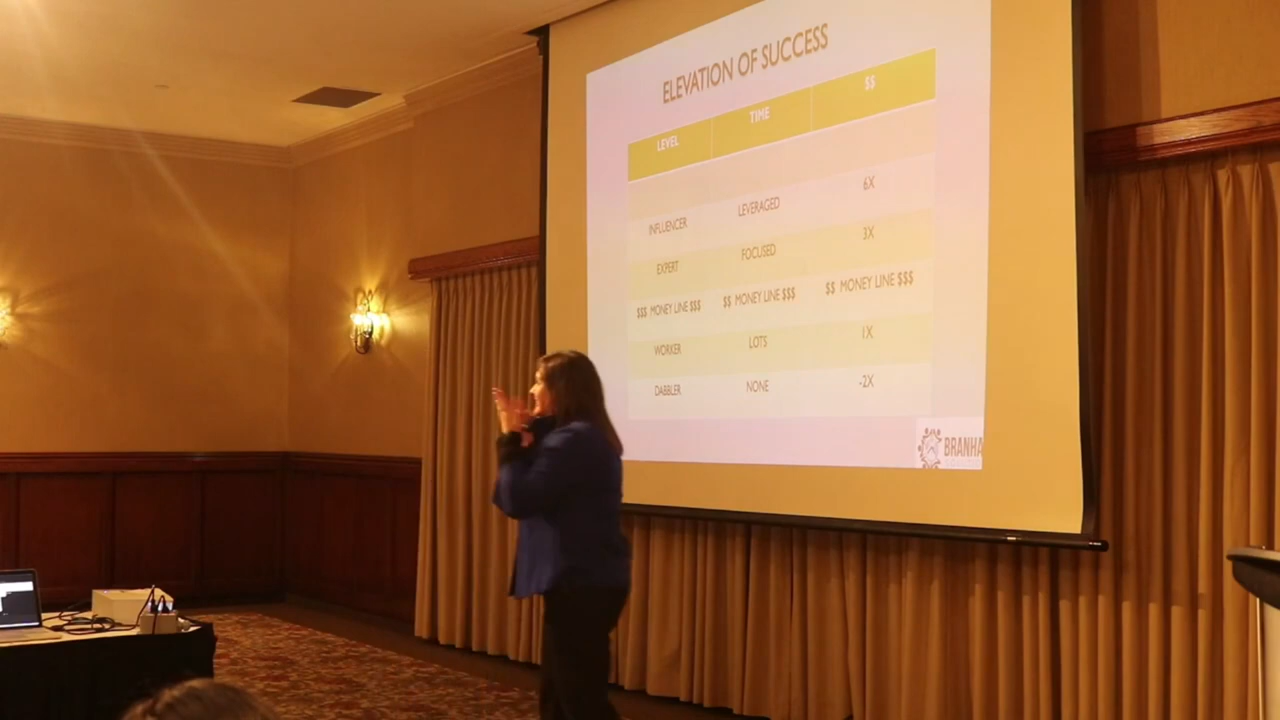 ELEVATION OF SUCCESS
LEVEL TIME $$
INFLUENCER LEVERAGED 6X
EXPERT FOCUSED 3X
$$$ MONEY LINE $$$ $$ MONEY LINE $$$ $$ MONEY LINE $$$
WORKER LOTS 1X
DABBLER NONE -2X
BRANHA